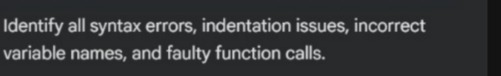 Identify all syntax errors, indentation issues, incorrect
variable names, and faulty function calls.